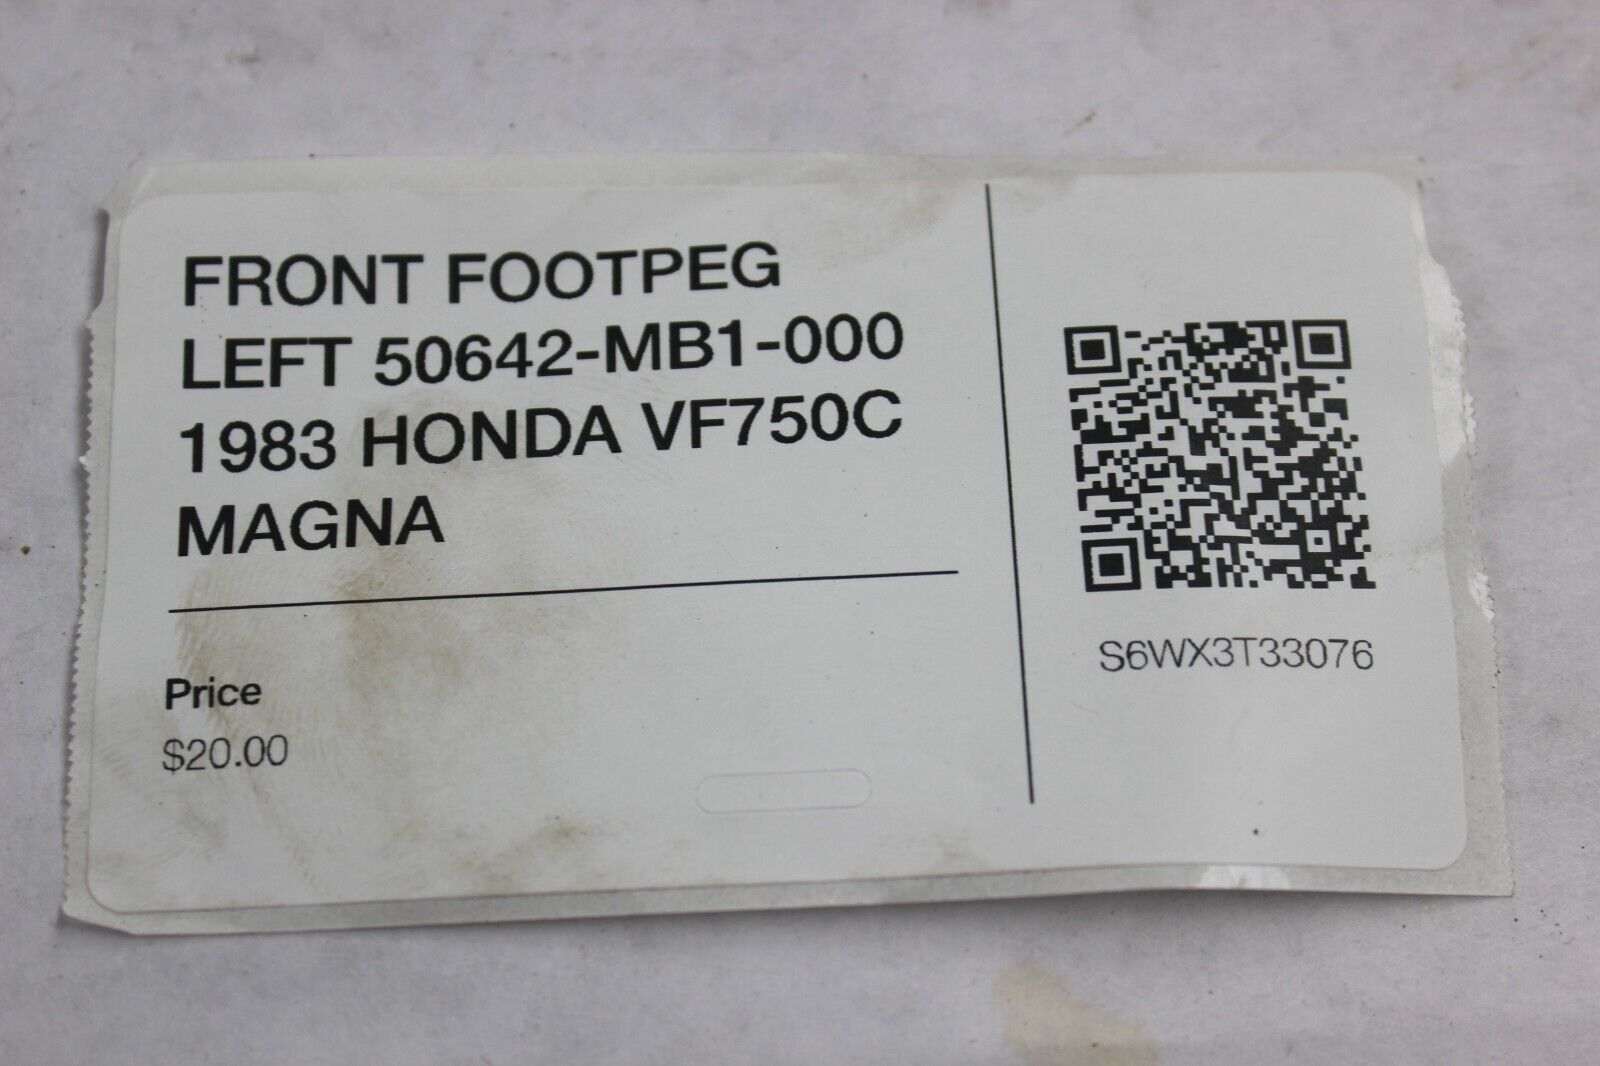 FRONT FOOTPEG
LEFT 50642-MB1-000
1983 HONDA VF750C
MAGNA
Price
$20.00
S6WX3T33076